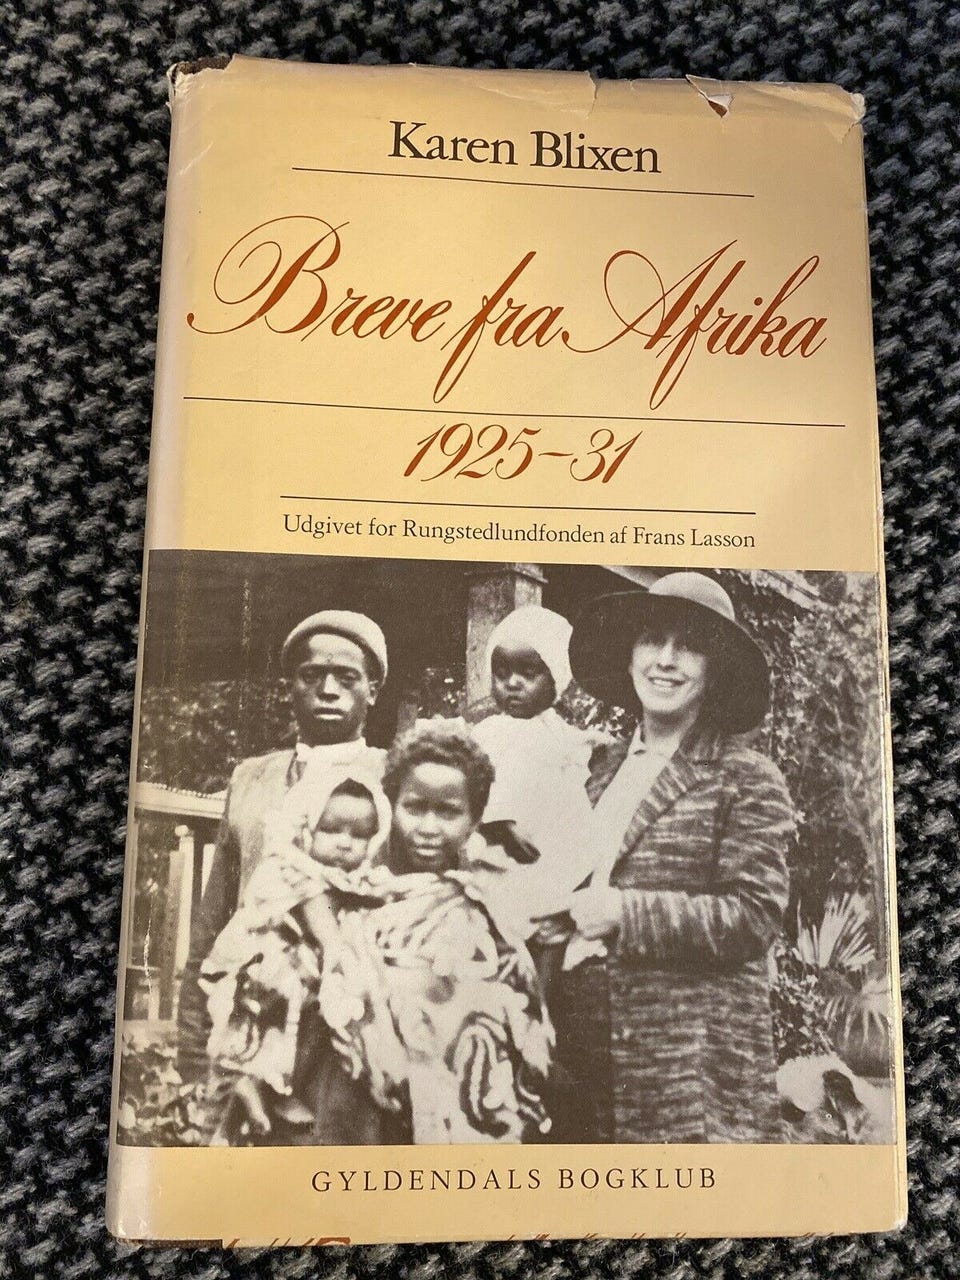 Karen Blixen
Breve fra Afrika
1925-31
Udgivet for Rungstedlundfonden af Frans Lasson
GYLDENDALS BOGKLUB